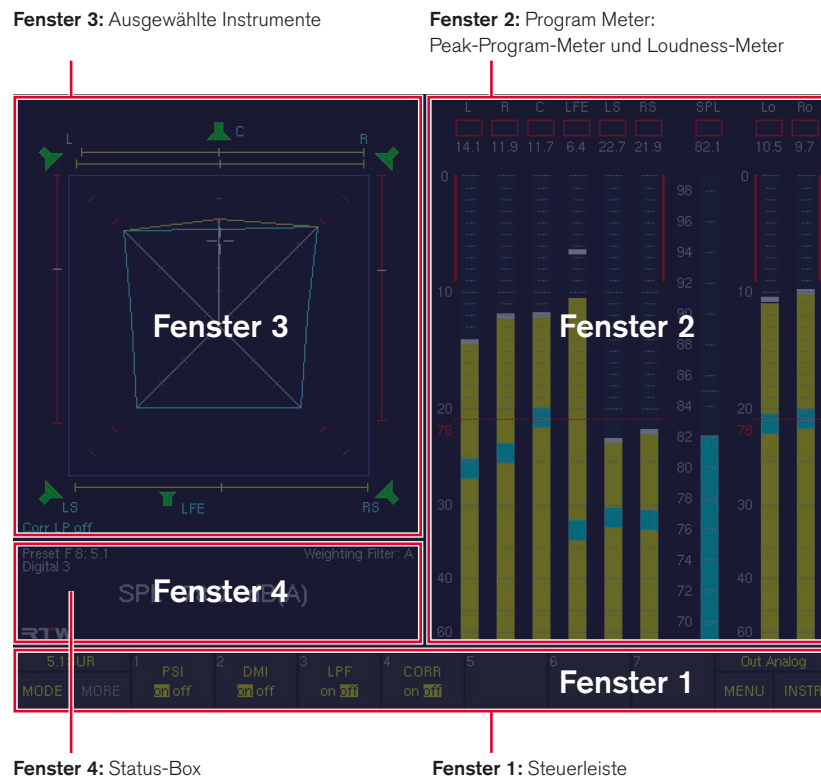 Fenster 3: Ausgewählte Instrumente
Fenster 2: Program Meter:
Peak-Program-Meter und Loudness-Meter
L R C LFE LS RS SPL Lo Ro
14.1 11.9 11.7 6.4 22.7 21.9 82.1 10.5 9.7
L C R
0 0
98
96
94
92
10 90 10
Fenster 3
Fenster 2
88
86
84
20 20
78 78
82
80
78
30 30
76
74
40 40
72
70
60 60
LS LFE RS
Corr LP off
Preset F 8: 5.1 Weighting Filter: A
Digital 3
Fenster 4
RTW
5.1 SUR 1 PSI 2 DMI 3 LPF 4 CORR 5 6 7 Out Analog
MODE MORE on off on off on off on off MENU INSTR
Fenster 1
Fenster 4: Status-Box
Fenster 1: Steuerleiste